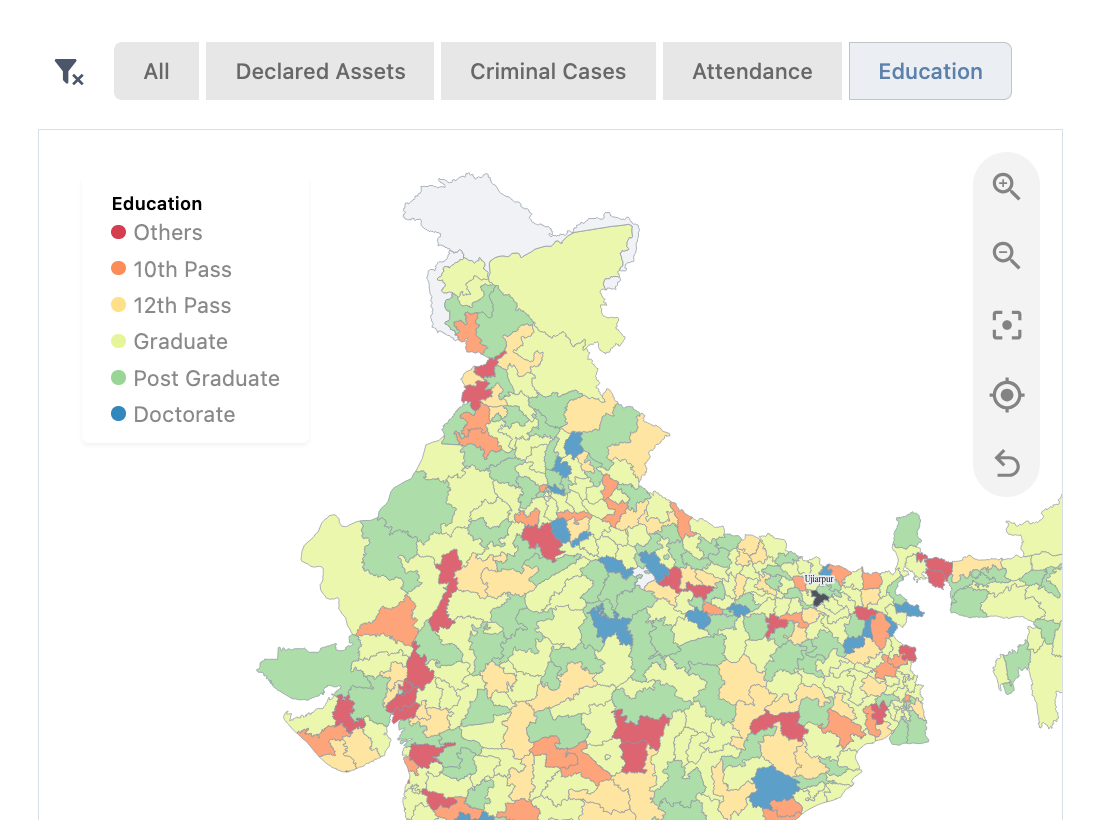 All Declared Assets Criminal Cases Attendance Education
Education
Others
10th Pass
12th Pass
Graduate
Post Graduate
Doctorate
Ujiarpur